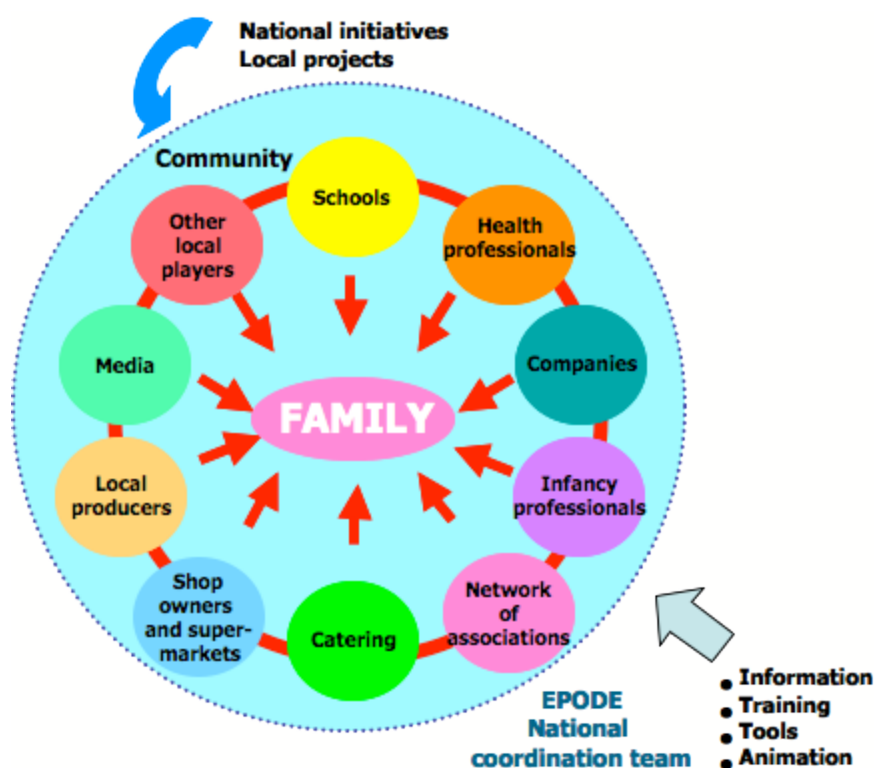 National initiatives
Local projects
Community
Schools
Other
local
players
Health
professionals
Media
Companies
FAMILY
Local
producers
Infancy
professionals
Shop
owners
and super-
markets
Catering
Network
of
associations
EPODE
National
coordination team
• Information
• Training
• Tools
• Animation